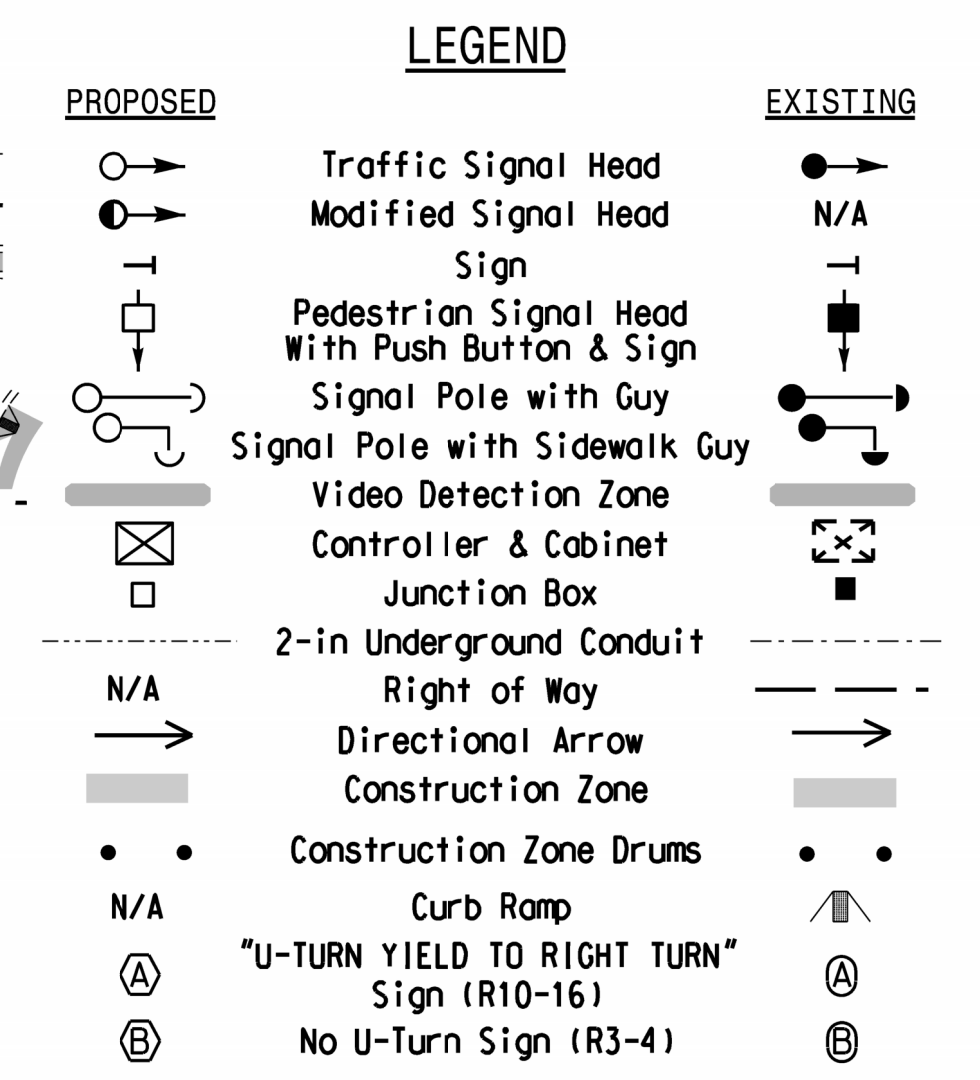 LEGEND
PROPOSED EXISTING
Traffic Signal Head
Modified Signal Head N/A
Sign
Pedestrian Signal Head
With Push Button & Sign
Signal Pole with Guy
Signal Pole with Sidewalk Guy
Video Detection Zone
Controller & Cabinet
Junction Box
2-in Underground Conduit
N/A Right of Way
Directional Arrow
Construction Zone
Construction Zone Drums
N/A Curb Ramp
"U-TURN YIELD TO RIGHT TURN"
A Sign (R10-16) A
B No U-Turn Sign (R3-4) B